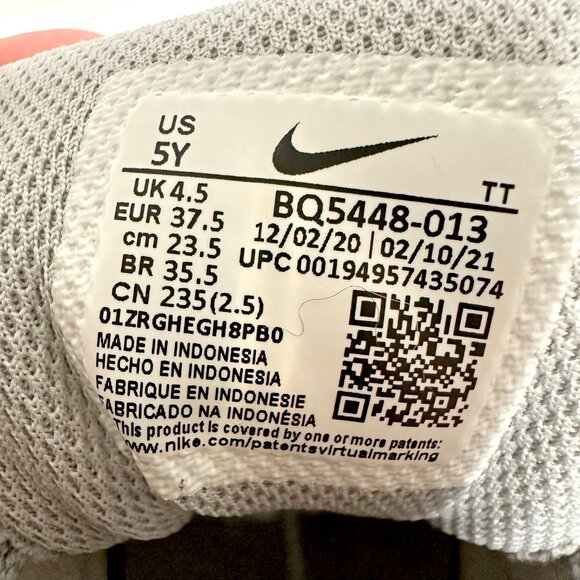 US
5Y
UK 4.5
EUR 37.5
cm 23.5
BR 35.5
CN 235(2.5)
TT
BQ5448-013
12/02/20 | 02/10/21
UPC 00194957435074
01ZRGHEGH8PB0
MADE IN INDONESIA
HECHO EN INDONESIA
FABRIQUE EN INDONESIE
FABRICADO NA INDONÉSIA
This product is covered by one or more patents:
www.nike.com/patentsvirtualmarking